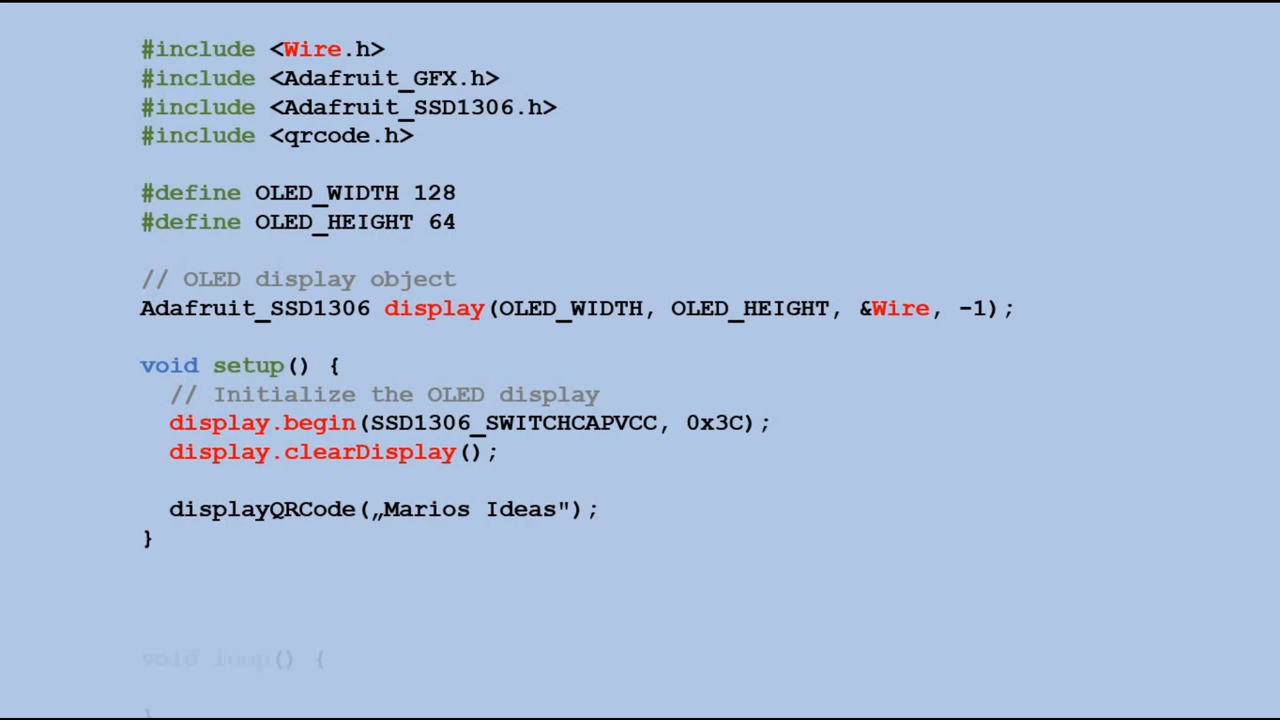 #include <Wire.h>
#include <Adafruit_GFX.h>
#include <Adafruit_SSD1306.h>
#include <qrcode.h>
#define OLED_WIDTH 128
#define OLED_HEIGHT 64
// OLED display object
Adafruit_SSD1306 display(OLED_WIDTH, OLED_HEIGHT, &Wire, -1);
void setup() {
// Initialize the OLED display
display.begin(SSD1306_SWITCHCAPVCC, 0x3C);
display.clearDisplay();
displayQRCode(„Marios Ideas");
}
void loop() {
}